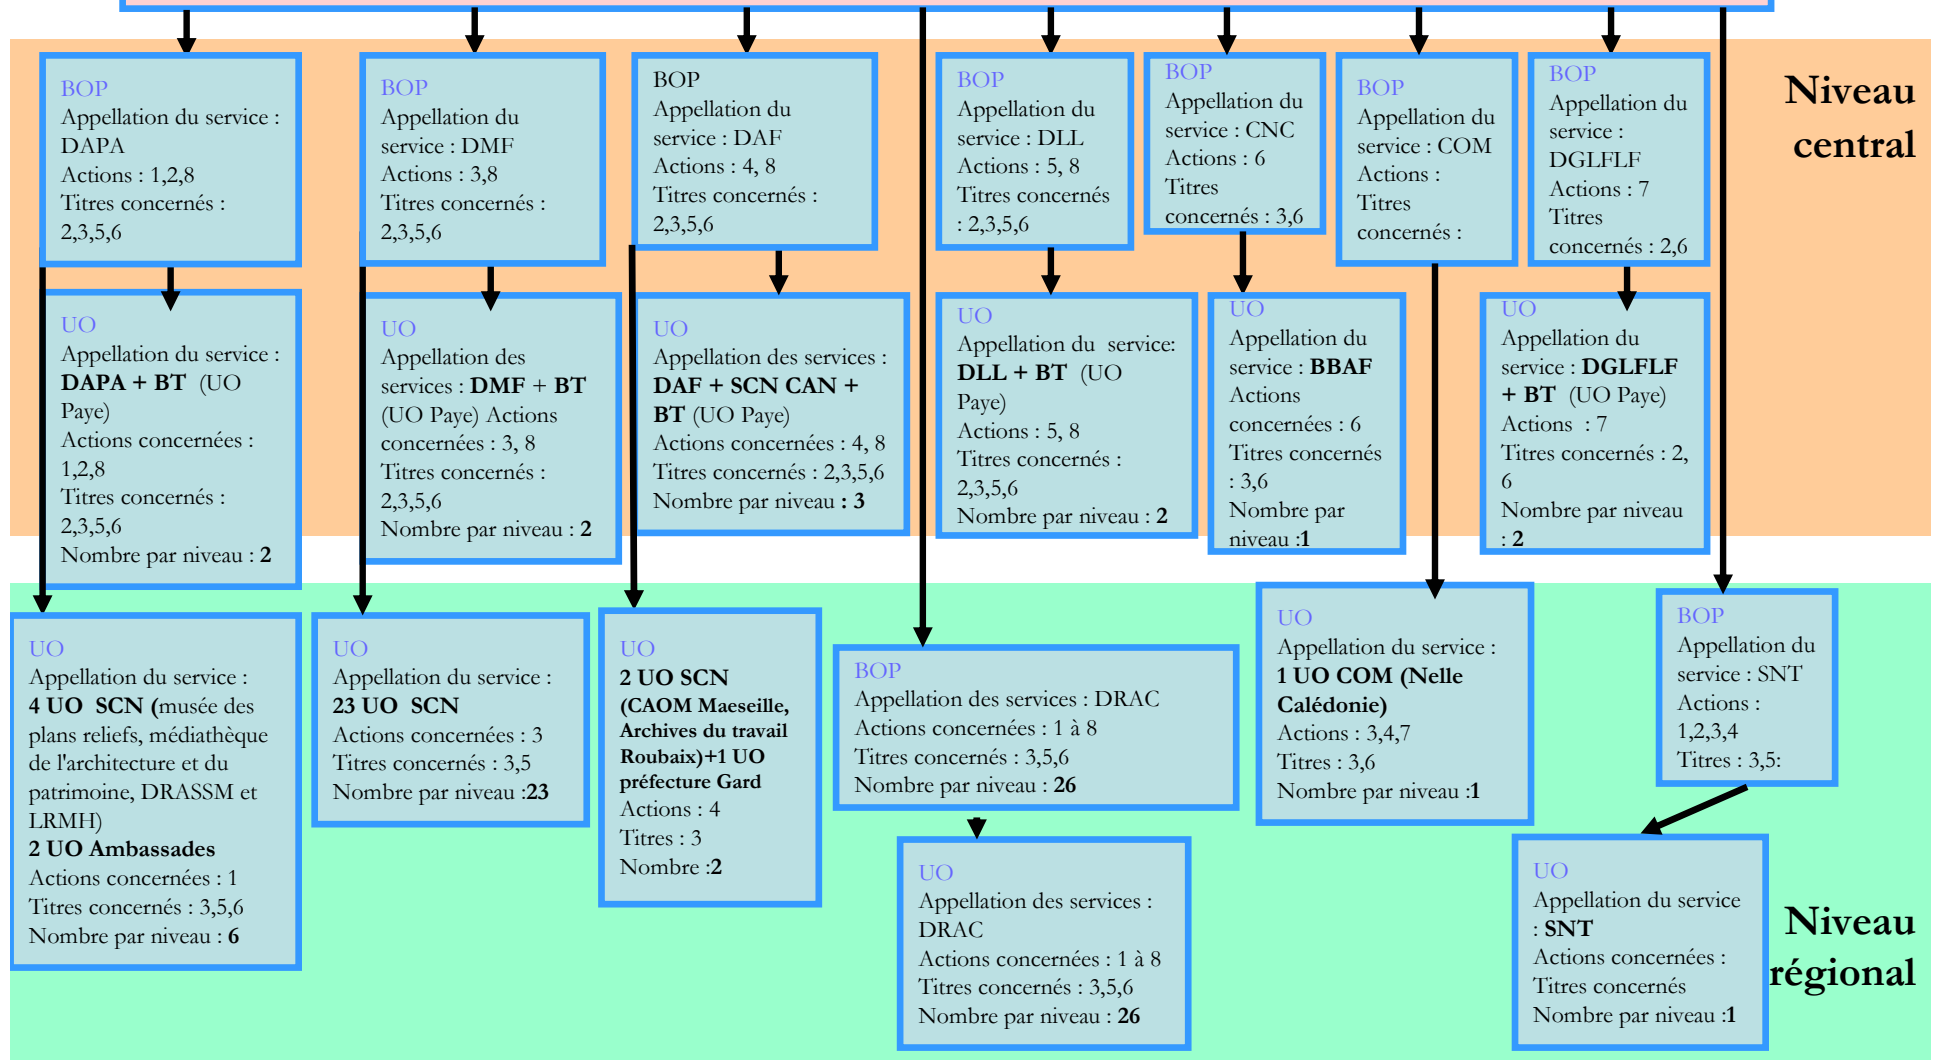 BOP
Appellation du service :
DAPA
Actions : 1,2,8
Titres concernés :
2,3,5,6
BOP
Appellation du
service : DMF
Actions : 3,8
Titres concernés :
2,3,5,6
BOP
Appellation du
service : DAF
Actions : 4, 8
Titres concernés :
2,3,5,6
BOP
Appellation du
service : DLL
Actions : 5, 8
Titres concernés
: 2,3,5,6
BOP
Appellation du
service : CNC
Actions : 6
Titres
concernés : 3,6
BOP
Appellation du
service : COM
Actions :
Titres
concernés :
BOP
Appellation du
service :
DGLFLF
Actions : 7
Titres
concernés : 2,6
Niveau
central
UO
Appellation du service :
DAPA + BT (UO
Paye)
Actions concernées :
1,2,8
Titres concernés :
2,3,5,6
Nombre par niveau : 2
UO
Appellation des
services : DMF + BT
(UO Paye) Actions
concernées : 3, 8
Titres concernés :
2,3,5,6
Nombre par niveau : 2
UO
Appellation des services :
DAF + SCN CAN +
BT (UO Paye)
Actions concernées : 4, 8
Titres concernés : 2,3,5,6
Nombre par niveau : 3
UO
Appellation du service:
DLL + BT (UO
Paye)
Actions : 5, 8
Titres concernés :
2,3,5,6
Nombre par niveau : 2
UO
Appellation du
service : BBAF
Actions
concernées : 6
Titres concernés
: 3,6
Nombre par
niveau :1
UO
Appellation du
service : DGLFLF
+ BT (UO Paye)
Actions : 7
Titres concernés : 2,
6
Nombre par niveau
: 2
UO
Appellation du service :
4 UO SCN (musée des
plans reliefs, médiathèque
de l'architecture et du
patrimoine, DRASSM et
LRMH)
2 UO Ambassades
Actions concernées : 1
Titres concernés : 3,5,6
Nombre par niveau : 6
UO
Appellation du service :
23 UO SCN
Actions concernées : 3
Titres concernés : 3,5
Nombre par niveau :23
UO
2 UO SCN
(CAOM Maeseille,
Archives du travail
Roubaix)+1 UO
préfecture Gard
Actions : 4
Titres : 3
Nombre :2
BOP
Appellation des services : DRAC
Actions concernées : 1 à 8
Titres concernés : 3,5,6
Nombre par niveau : 26
UO
Appellation des services :
DRAC
Actions concernées : 1 à 8
Titres concernés : 3,5,6
Nombre par niveau : 26
UO
Appellation du service :
1 UO COM (Nelle
Calédonie)
Actions : 3,4,7
Titres : 3,6
Nombre par niveau :1
BOP
Appellation du
service : SNT
Actions :
1,2,3,4
Titres : 3,5:
UO
Appellation du service
: SNT
Actions concernées :
Titres concernés
Nombre par niveau :1
Niveau
régional